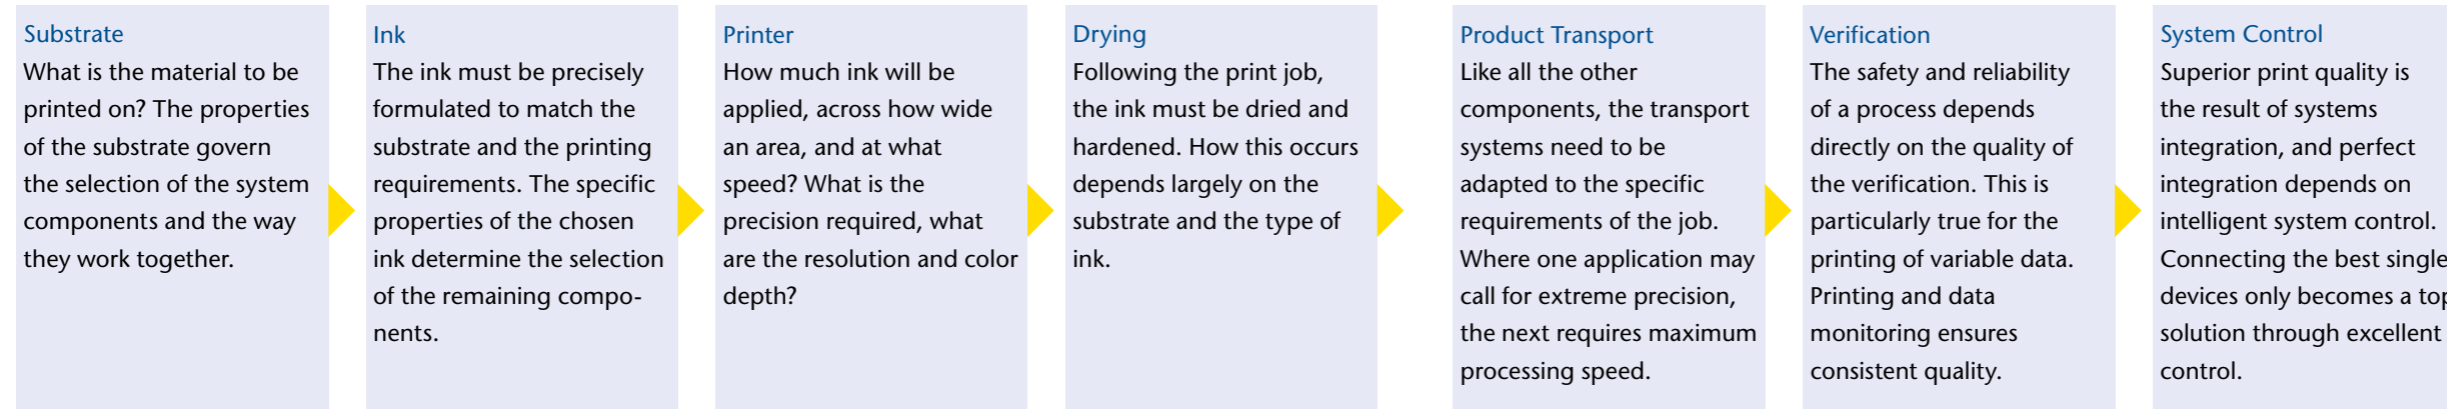 Substrate
What is the material to be
printed on? The properties
of the substrate govern
the selection of the system
components and the way
they work together.
Ink
The ink must be precisely
formulated to match the
substrate and the printing
requirements. The specific
properties of the chosen
ink determine the selection
of the remaining compo-
nents.
Printer
How much ink will be
applied, across how wide
an area, and at what
speed? What is the
precision required, what
are the resolution and color
depth?
Drying
Following the print job,
the ink must be dried and
hardened. How this occurs
depends largely on the
substrate and the type of
ink.
Product Transport
Like all the other
components, the transport
systems need to be
adapted to the specific
requirements of the job.
Where one application may
call for extreme precision,
the next requires maximum
processing speed.
Verification
The safety and reliability
of a process depends
directly on the quality of
the verification. This is
particularly true for the
printing of variable data.
Printing and data
monitoring ensures
consistent quality.
System Control
Superior print quality is
the result of systems
integration, and perfect
integration depends on
intelligent system control.
Connecting the best single
devices only becomes a top
solution through excellent
control.